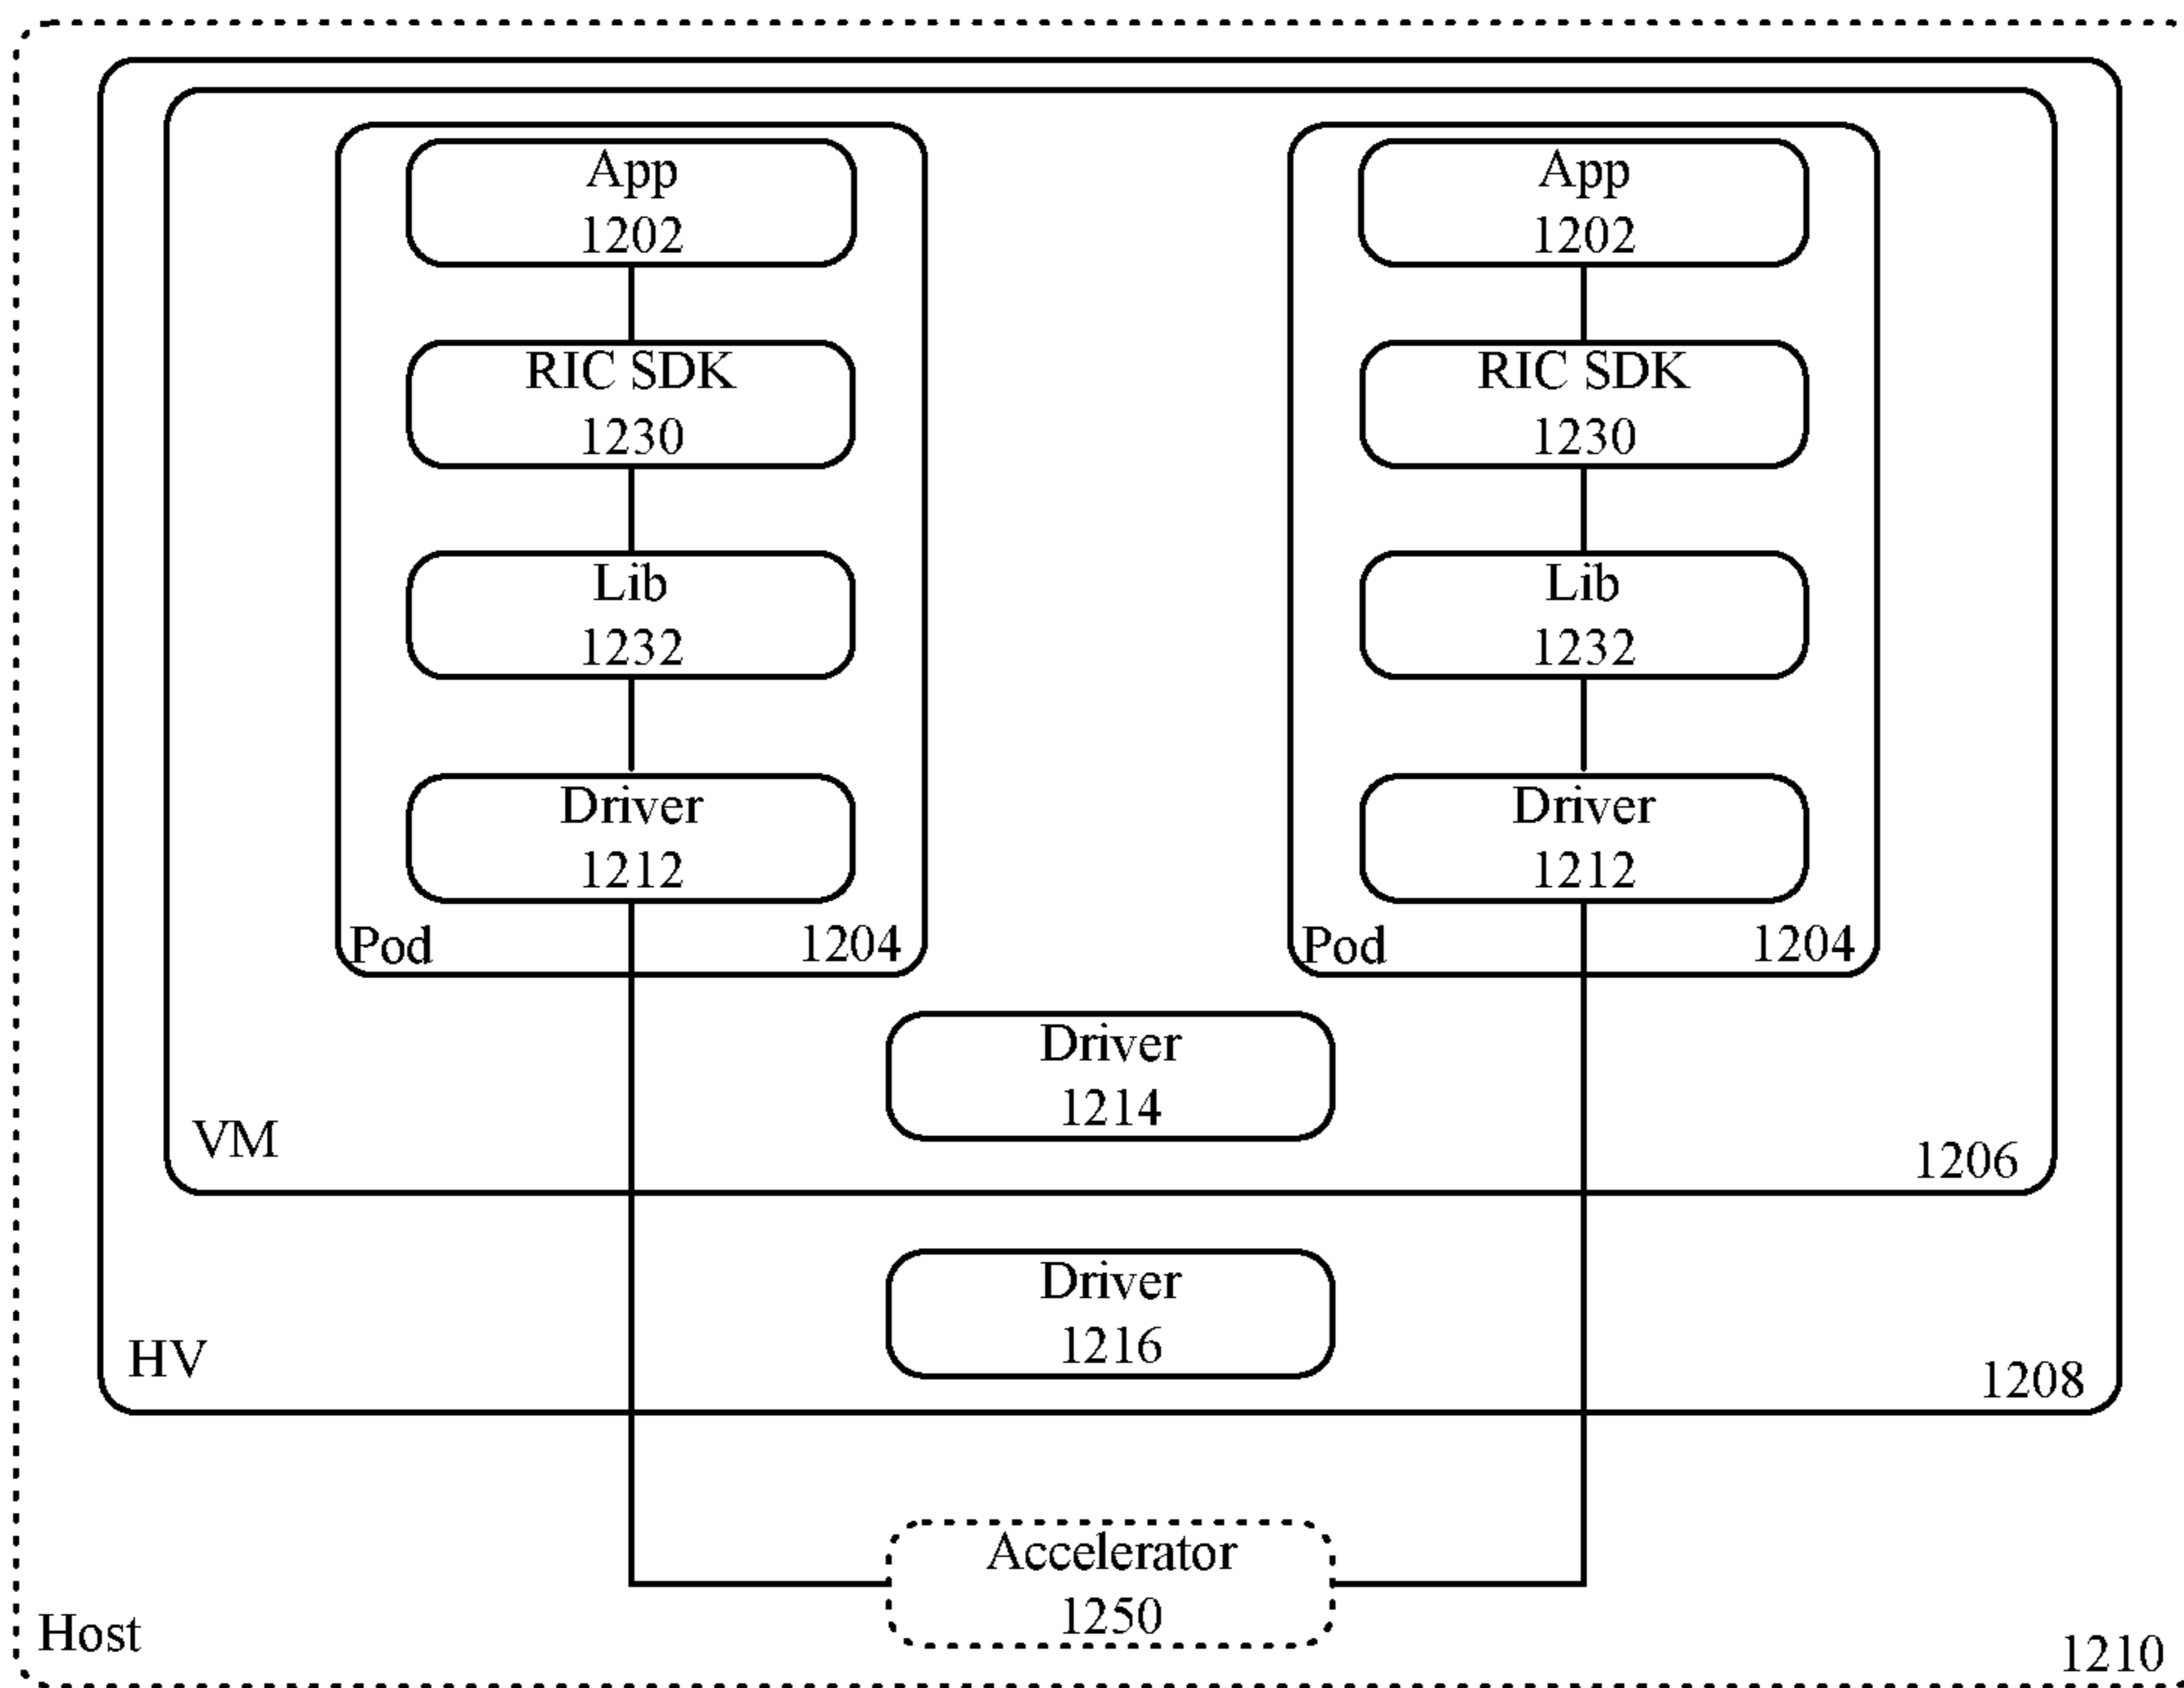 App
1202
App
1202
RIC SDK
1230
RIC SDK
1230
Lib
1232
Lib
1232
Driver
1212
Driver
1212
Pod
1204
Pod
1204
Driver
1214
VM
1206
Driver
1216
HV
1208
Accelerator
1250
Host
1210